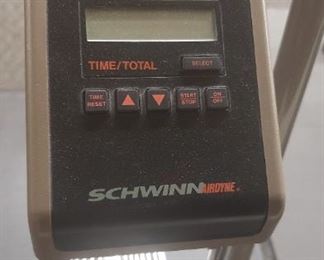 TIME/TOTAL SELECT
TIME RESET START STOP ON OFF
SCHWINN AIRDYNE